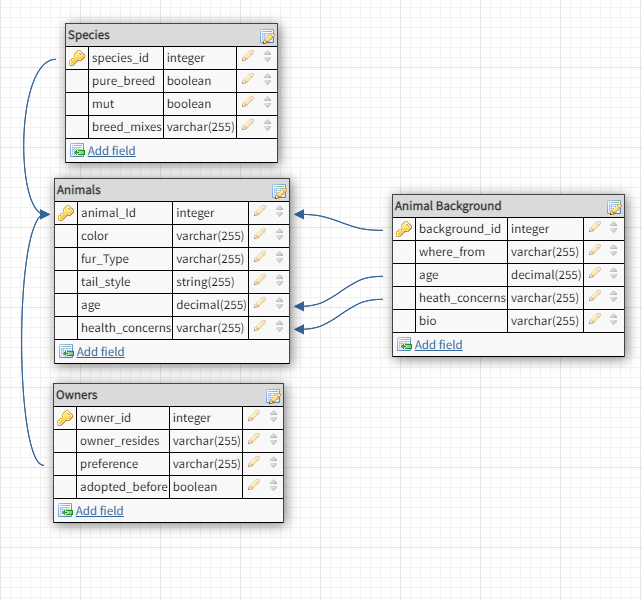 Species
species_id integer
pure_breed boolean
mut boolean
breed_mixes varchar(255)
Add field
Animals
animal_Id integer
color varchar(255)
fur_Type varchar(255)
tail_style string(255)
age decimal(255)
health_concerns varchar(255)
Add field
Animal Background
background_id integer
where_from varchar(255)
age decimal(255)
heath_concerns varchar(255)
bio varchar(255)
Add field
Owners
owner_id integer
owner_resides varchar(255)
preference varchar(255)
adopted_before boolean
Add field